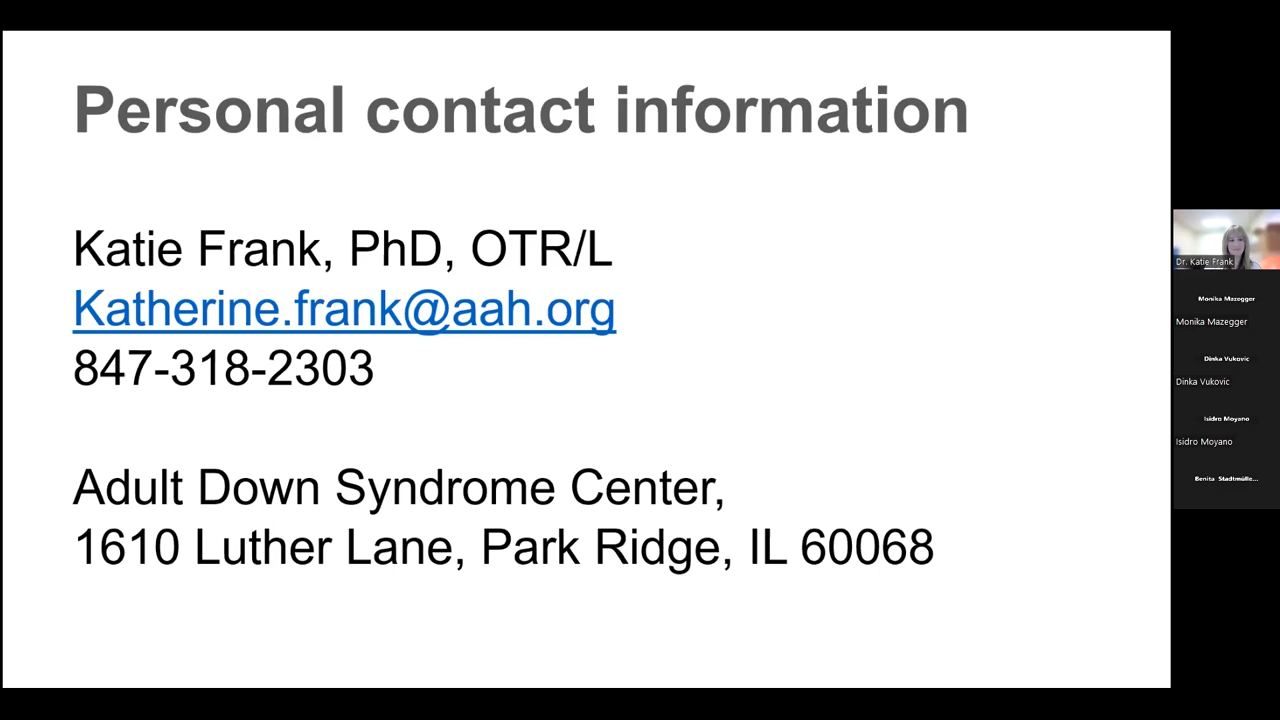 Personal contact information
Katie Frank, PhD, OTR/L
Katherine.frank@aah.org
847-318-2303
Adult Down Syndrome Center,
1610 Luther Lane, Park Ridge, IL 60068
Dr. Katie Frank
Monika Mazegger
Monika Mazegger
Dinka Vukovic
Dinka Vukovic
Isidro Moyano
Isidro Moyano
Benita Stadtmülle...